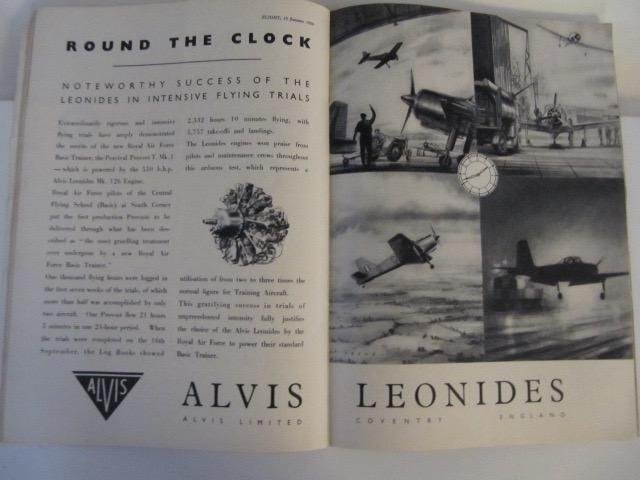 FLIGHT, 15 January 1954
ROUND THE CLOCK
NOTEWORTHY SUCCESS OF THE
LEONIDES IN INTENSIVE FLYING TRIALS
Extraordinarily rigorous and intensive
flying trials have amply demonstrated
the merits of the new Royal Air Force
Basic Trainer, the Percival Provost T. Mk. 1
—which is powered by the 550 b.h.p.
Alvis Leonides Mk. 126 Engine.
Royal Air Force pilots of the Central
Flying School (Basic) at South Cerney
put the first production Provosts to be
delivered through what has been des-
cribed as "the most gruelling treatment
ever undergone by a new Royal Air
Force Basic Trainer."
One thousand flying hours were logged in
the first seven weeks of the trials, of which
more than half was accomplished by only
two aircraft. One Provost flew 21 hours
5 minutes in one 25-hour period. When
the trials were completed on the 16th
September, the Log Books showed
2,332 hours 10 minutes flying, with
5,757 take-offs and landings.
The Leonides engines won praise from
pilots and maintenance crews throughout
this arduous test, which represents a
utilisation of from two to three times the
normal figure for Training Aircraft.
This gratifying success in trials of
unprecedented intensity fully justifies
the choice of the Alvis Leonides by the
Royal Air Force to power their standard
Basic Trainer.
ALVIS
ALVIS LEONIDES
ALVIS LIMITED COVENTRY ENGLAND